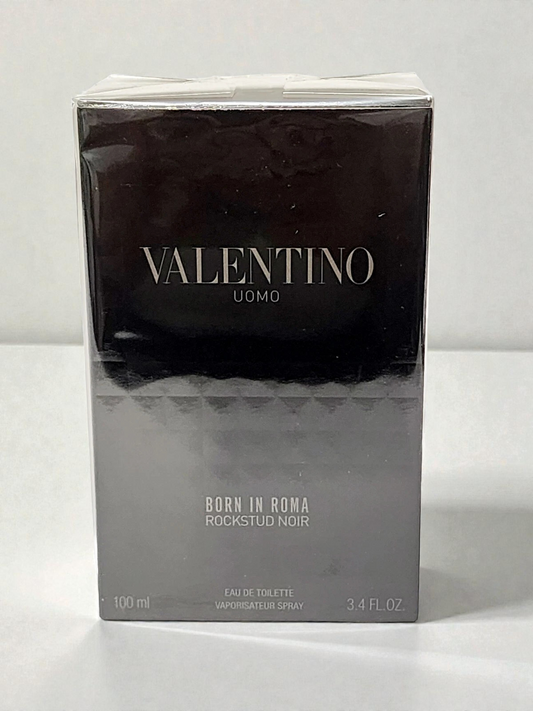 VALENTINO
UOMO
BORN IN ROMA
ROCKSTUD NOIR
EAU DE TOILETTE
100 ml VAPORISATEUR SPRAY 3.4 FL.OZ.